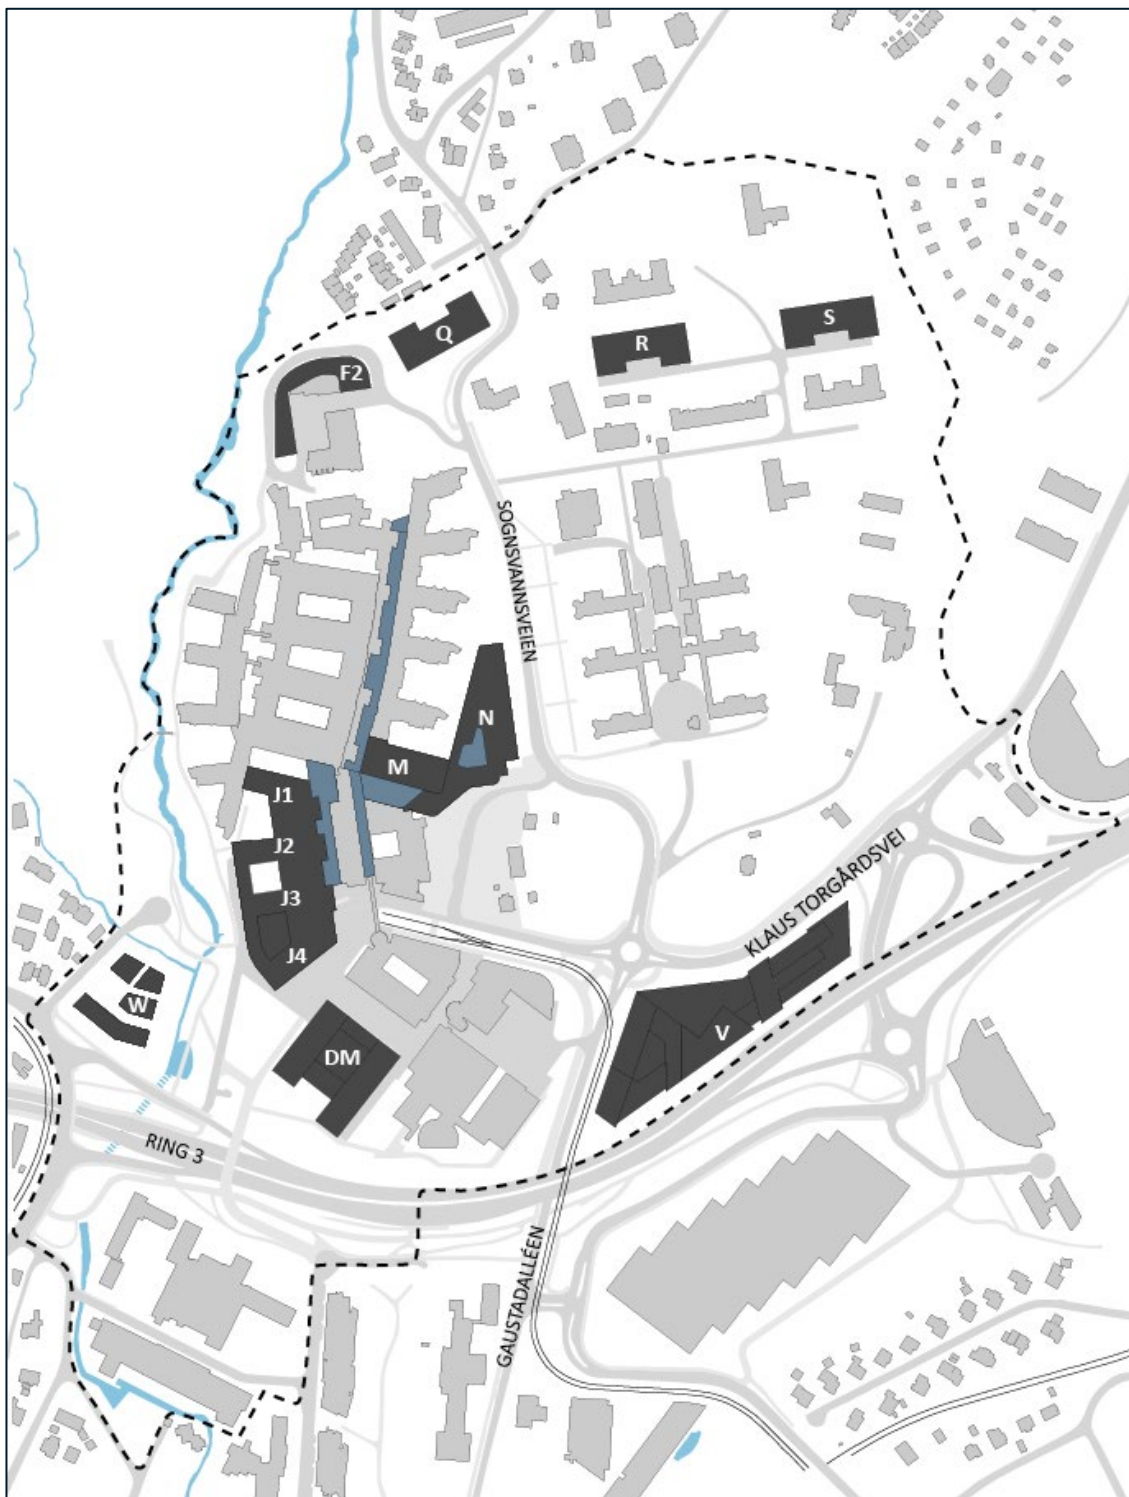 S
Q
R
F2
SOGNSVANNSVEIEN
N
M
J1
J2
J3
KLAUS TORGÅRDSVEI
J4
W
V
DM
RING 3
GAUSTADALLÉEN